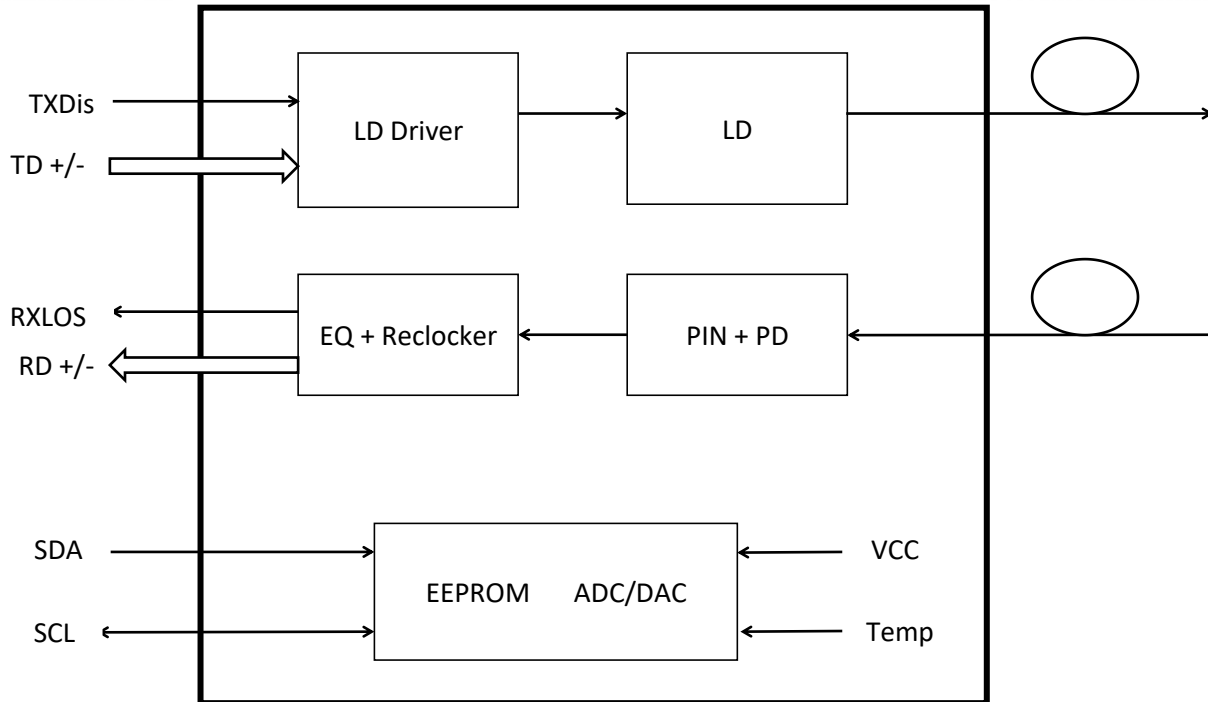 TXDis
LD Driver
LD
TD +/-
RXLOS
EQ + Reclocker
PIN + PD
RD +/-
SDA
VCC
EEPROM ADC/DAC
SCL
Temp